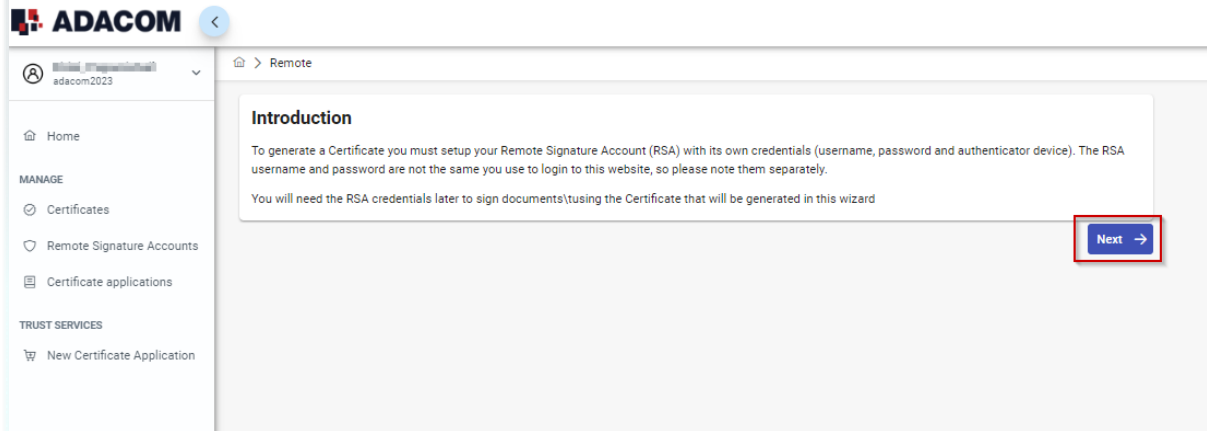 ADACOM
adacom2023
Remote
Home
MANAGE
Certificates
Remote Signature Accounts
Certificate applications
TRUST SERVICES
New Certificate Application
Introduction
To generate a Certificate you must setup your Remote Signature Account (RSA) with its own credentials (username, password and authenticator device). The RSA
username and password are not the same you use to login to this website, so please note them separately.
You will need the RSA credentials later to sign documents\tusing the Certificate that will be generated in this wizard
Next